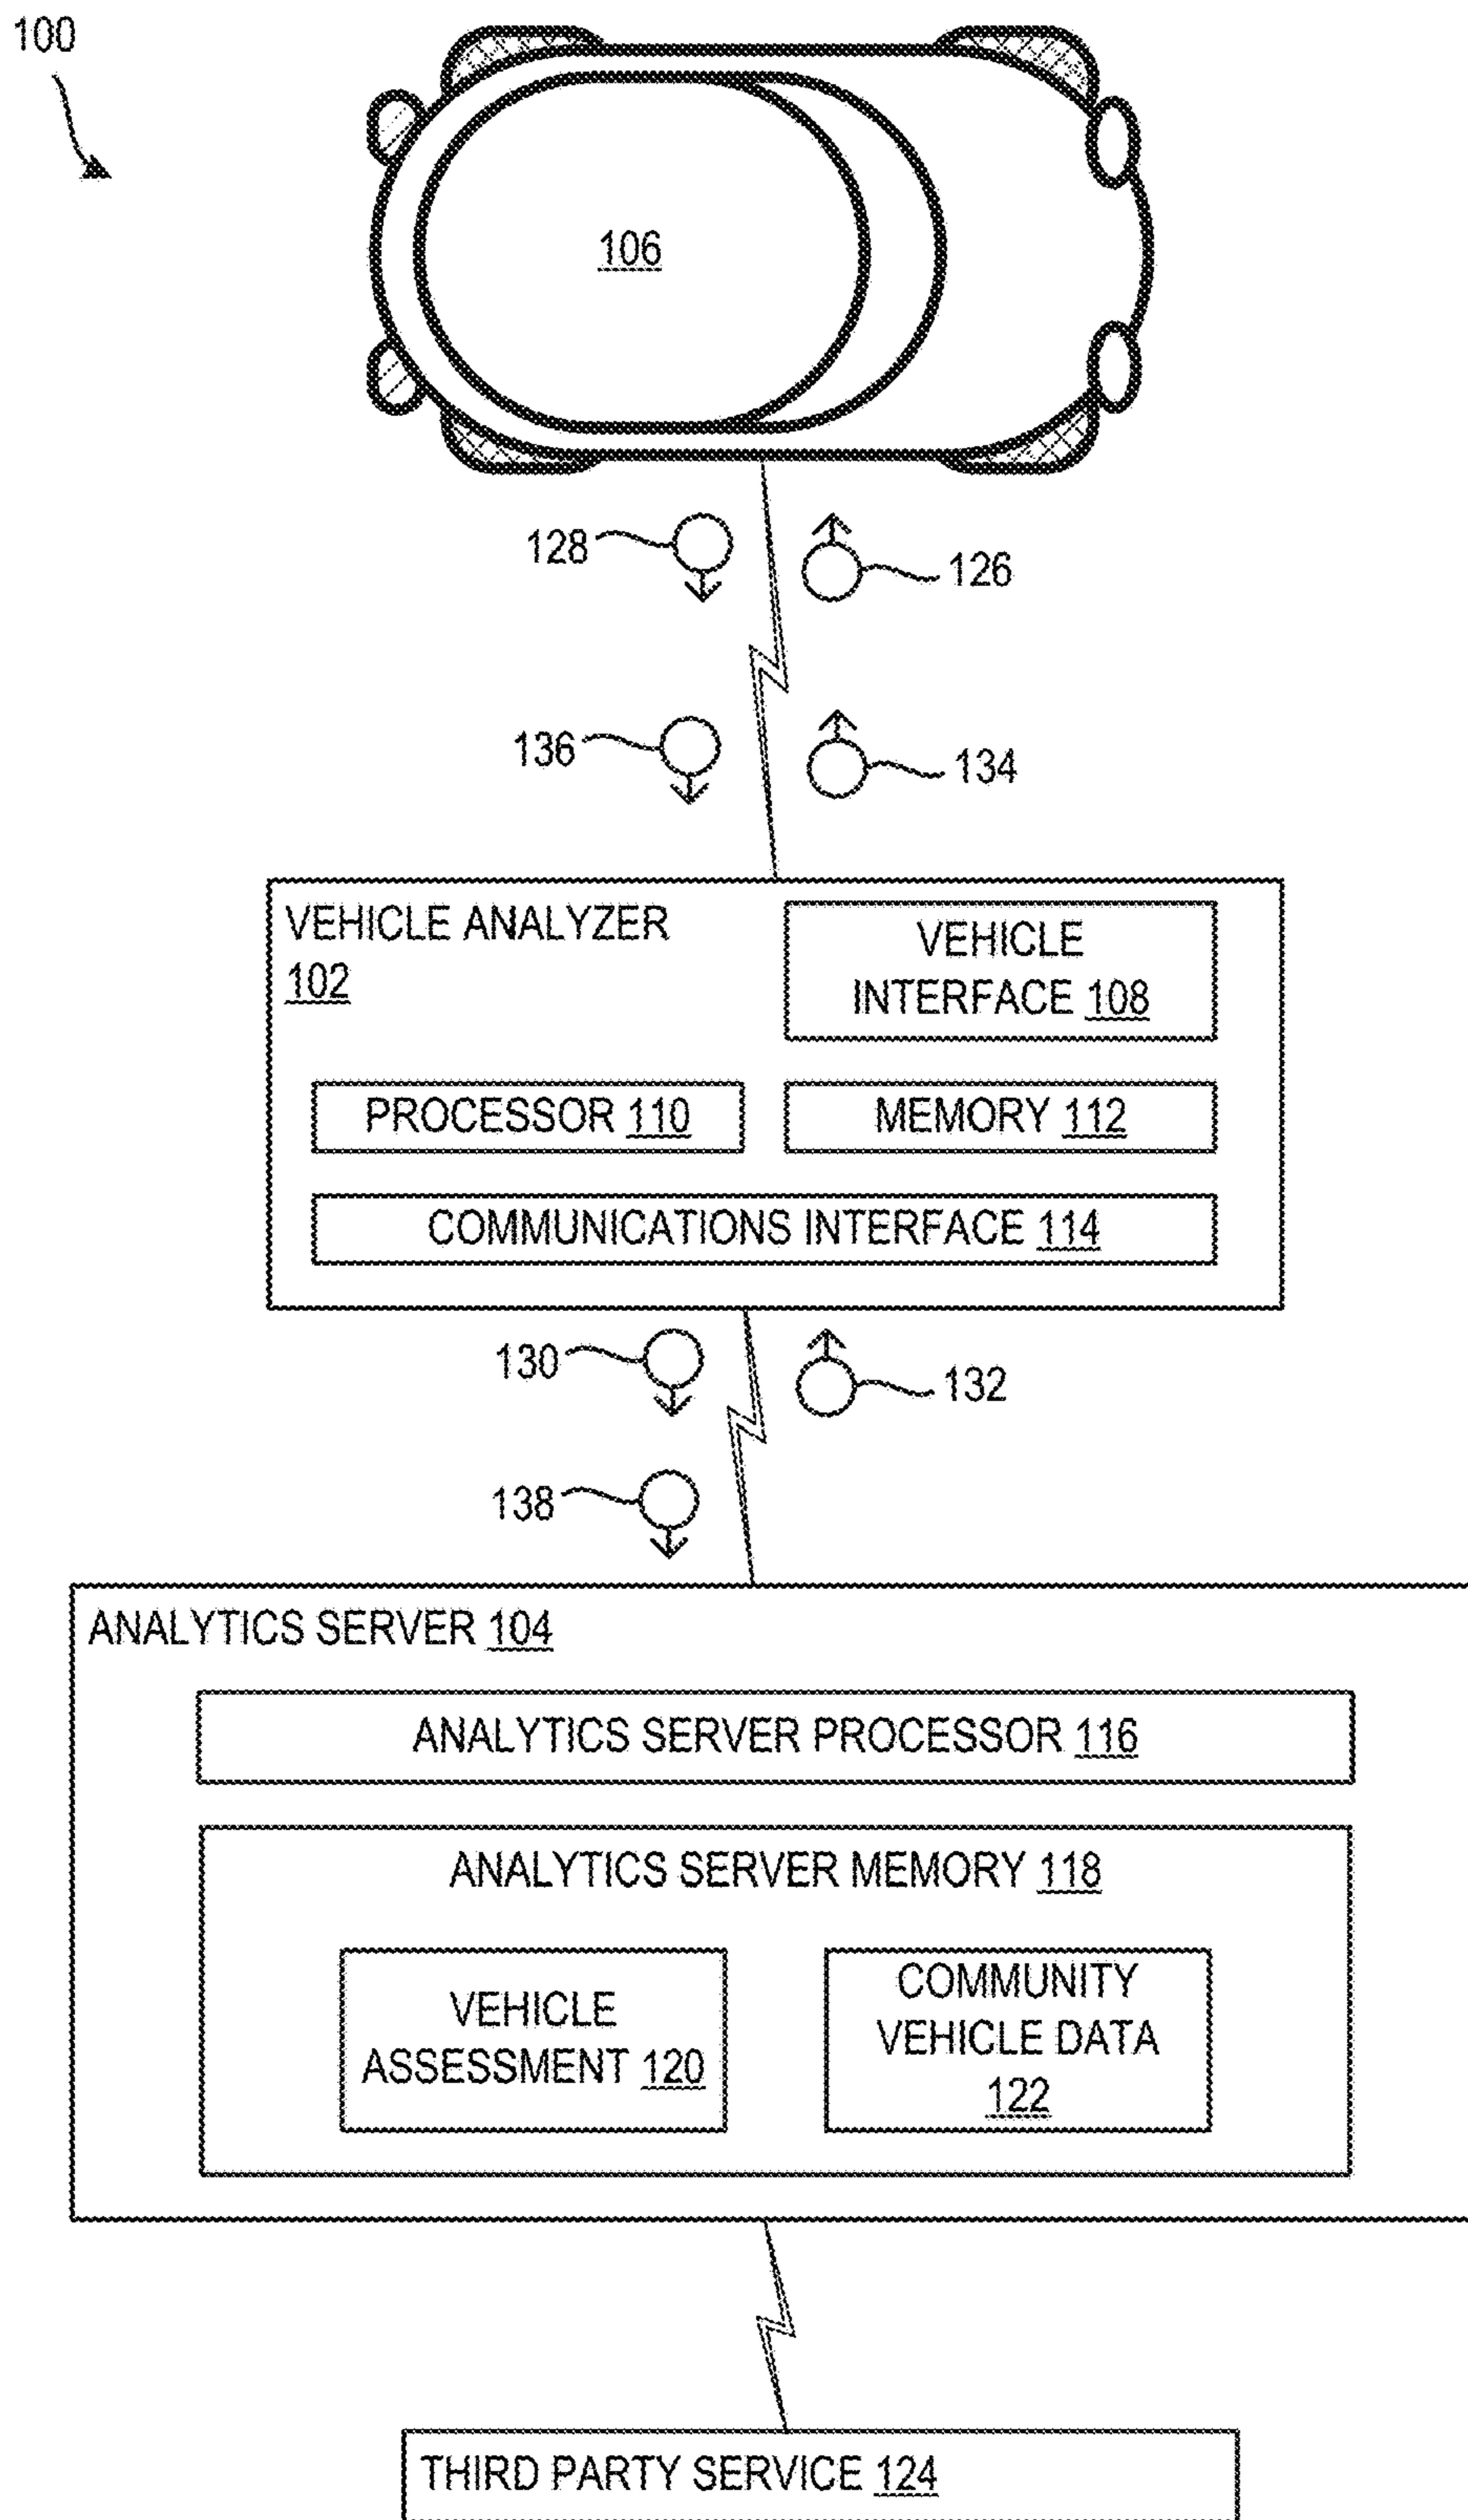 100
106
128
126
136
134
VEHICLE ANALYZER
102
VEHICLE
INTERFACE 108
PROCESSOR 110
MEMORY 112
COMMUNICATIONS INTERFACE 114
130
132
138
ANALYTICS SERVER 104
ANALYTICS SERVER PROCESSOR 116
ANALYTICS SERVER MEMORY 118
VEHICLE
ASSESSMENT 120
COMMUNITY
VEHICLE DATA
122
THIRD PARTY SERVICE 124